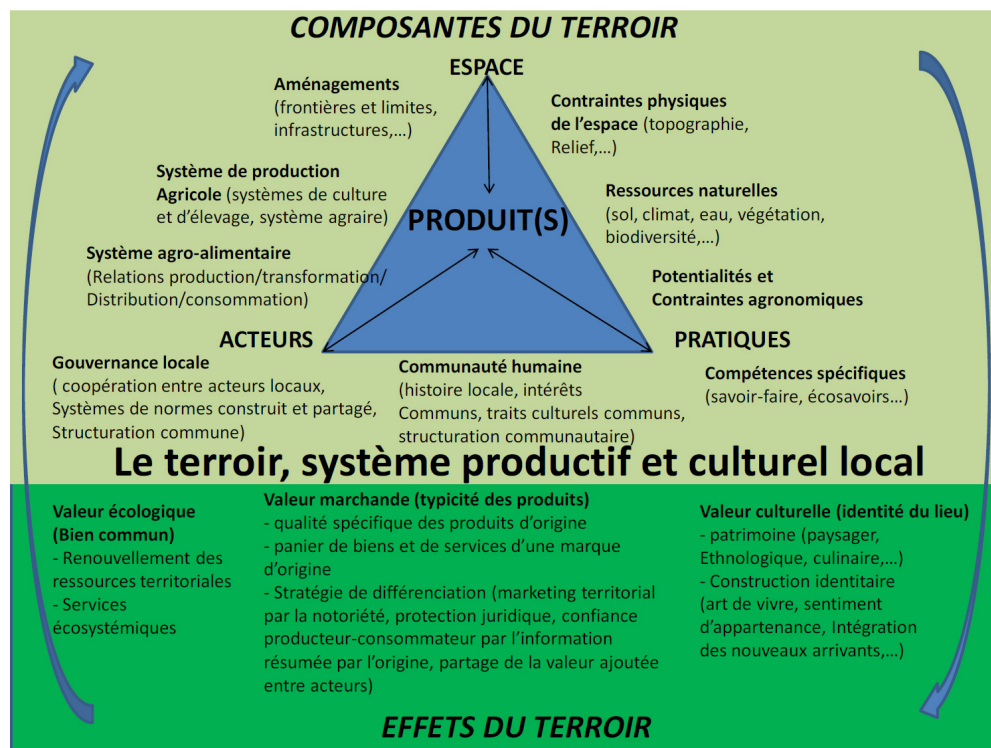 COMPOSANTES DU TERROIR
ESPACE
Aménagements
(frontières et limites,
infrastructures,…)
Contraintes physiques
de l’espace (topographie,
Relief,…)
Système de production
Agricole (systèmes de culture
et d’élevage, système agraire)
Ressources naturelles
(sol, climat, eau, végétation,
biodiversité,…)
PRODUIT(S)
Système agro-alimentaire
(Relations production/transformation/
Distribution/consommation)
Potentialités et
Contraintes agronomiques
ACTEURS
PRATIQUES
Gouvernance locale
( coopération entre acteurs locaux,
Systèmes de normes construit et partagé,
Structuration commune)
Communauté humaine
(histoire locale, intérêts
Communs, traits culturels communs,
structuration communautaire)
Compétences spécifiques
(savoir-faire, écosavoirs…)
Le terroir, système productif et culturel local
Valeur écologique
(Bien commun)
- Renouvellement des
ressources territoriales
- Services
écosystémiques
Valeur marchande (typicité des produits)
- qualité spécifique des produits d’origine
- panier de biens et de services d’une marque
d’origine
- Stratégie de différenciation (marketing territorial
par la notoriété, protection juridique, confiance
producteur-consommateur par l’information
résumée par l’origine, partage de la valeur ajoutée
entre acteurs)
Valeur culturelle (identité du lieu)
- patrimoine (paysager,
Ethnologique, culinaire,…)
- Construction identitaire
(art de vivre, sentiment
d’appartenance, Intégration
des nouveaux arrivants,…)
EFFETS DU TERROIR